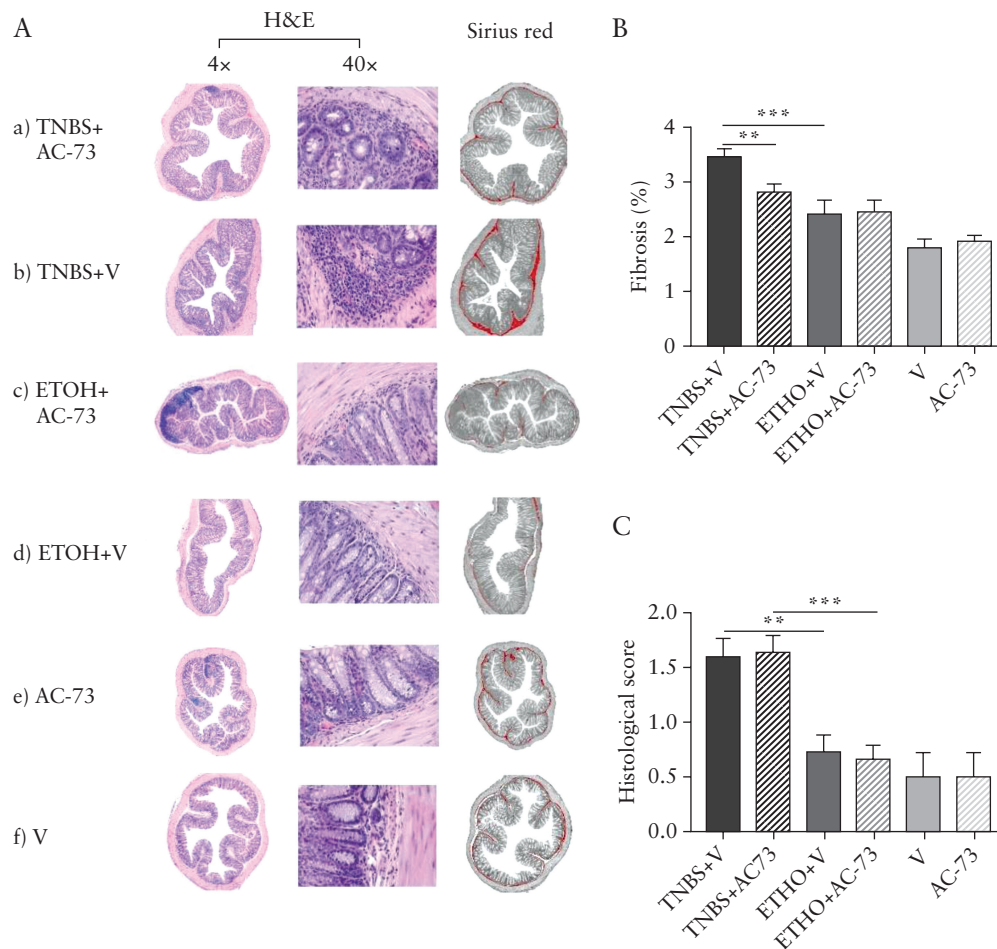 A
H&E
4×
40×
Sirius red
a) TNBS+
AC-73
b) TNBS+V
c) ETOH+
AC-73
d) ETOH+V
e) AC-73
f) V
B
Fibrosis (%)
4
3
2
1
0
***
**
TNBS+V
TNBS+AC-73
ETHO+V
ETHO+AC-73
V
AC-73
C
Histological score
2.0
1.5
1.0
0.5
0.0
***
**
TNBS+V
TNBS+AC73
ETHO+V
ETHO+AC-73
V
AC-73